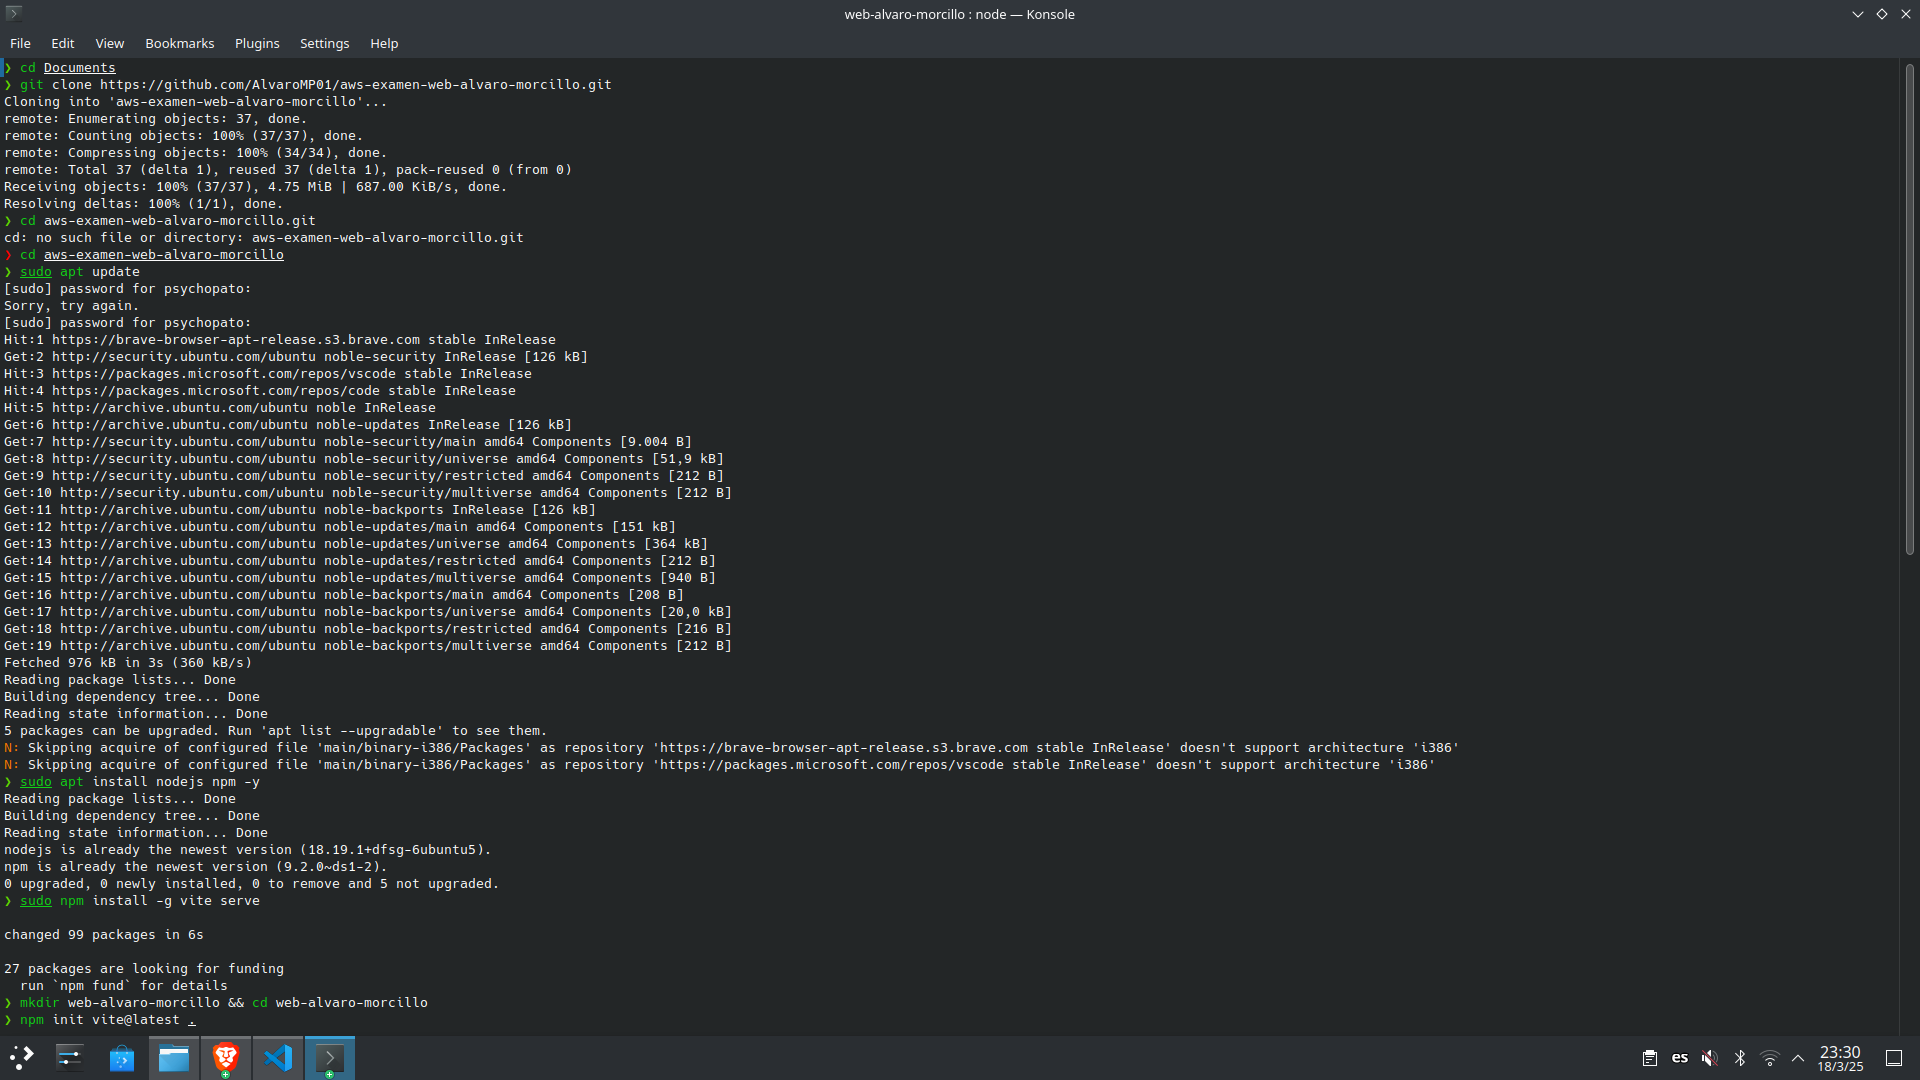 web-alvaro-morcillo : node — Konsole
File Edit View Bookmarks Plugins Settings Help
❯ cd Documents
❯ git clone https://github.com/AlvaroMP01/aws-examen-web-alvaro-morcillo.git
Cloning into 'aws-examen-web-alvaro-morcillo'...
remote: Enumerating objects: 37, done.
remote: Counting objects: 100% (37/37), done.
remote: Compressing objects: 100% (34/34), done.
remote: Total 37 (delta 1), reused 37 (delta 1), pack-reused 0 (from 0)
Receiving objects: 100% (37/37), 4.75 MiB | 687.00 KiB/s, done.
Resolving deltas: 100% (1/1), done.
❯ cd aws-examen-web-alvaro-morcillo.git
cd: no such file or directory: aws-examen-web-alvaro-morcillo.git
❯ cd aws-examen-web-alvaro-morcillo
❯ sudo apt update
[sudo] password for psychopato:
Sorry, try again.
[sudo] password for psychopato:
Hit:1 https://brave-browser-apt-release.s3.brave.com stable InRelease
Get:2 http://security.ubuntu.com/ubuntu noble-security InRelease [126 kB]
Hit:3 https://packages.microsoft.com/repos/vscode stable InRelease
Hit:4 https://packages.microsoft.com/repos/code stable InRelease
Hit:5 http://archive.ubuntu.com/ubuntu noble InRelease
Get:6 http://archive.ubuntu.com/ubuntu noble-updates InRelease [126 kB]
Get:7 http://security.ubuntu.com/ubuntu noble-security/main amd64 Components [9.004 B]
Get:8 http://security.ubuntu.com/ubuntu noble-security/universe amd64 Components [51,9 kB]
Get:9 http://security.ubuntu.com/ubuntu noble-security/restricted amd64 Components [212 B]
Get:10 http://security.ubuntu.com/ubuntu noble-security/multiverse amd64 Components [212 B]
Get:11 http://archive.ubuntu.com/ubuntu noble-backports InRelease [126 kB]
Get:12 http://archive.ubuntu.com/ubuntu noble-updates/main amd64 Components [151 kB]
Get:13 http://archive.ubuntu.com/ubuntu noble-updates/universe amd64 Components [364 kB]
Get:14 http://archive.ubuntu.com/ubuntu noble-updates/restricted amd64 Components [212 B]
Get:15 http://archive.ubuntu.com/ubuntu noble-updates/multiverse amd64 Components [940 B]
Get:16 http://archive.ubuntu.com/ubuntu noble-backports/main amd64 Components [208 B]
Get:17 http://archive.ubuntu.com/ubuntu noble-backports/universe amd64 Components [20,0 kB]
Get:18 http://archive.ubuntu.com/ubuntu noble-backports/restricted amd64 Components [216 B]
Get:19 http://archive.ubuntu.com/ubuntu noble-backports/multiverse amd64 Components [212 B]
Fetched 976 kB in 3s (360 kB/s)
Reading package lists... Done
Building dependency tree... Done
Reading state information... Done
5 packages can be upgraded. Run 'apt list --upgradable' to see them.
N: Skipping acquire of configured file 'main/binary-i386/Packages' as repository 'https://brave-browser-apt-release.s3.brave.com stable InRelease' doesn't support architecture 'i386'
N: Skipping acquire of configured file 'main/binary-i386/Packages' as repository 'https://packages.microsoft.com/repos/vscode stable InRelease' doesn't support architecture 'i386'
❯ sudo apt install nodejs npm -y
Reading package lists... Done
Building dependency tree... Done
Reading state information... Done
nodejs is already the newest version (18.19.1+dfsg-6ubuntu5).
npm is already the newest version (9.2.0~ds1-2).
0 upgraded, 0 newly installed, 0 to remove and 5 not upgraded.
❯ sudo npm install -g vite serve
changed 99 packages in 6s
27 packages are looking for funding
run `npm fund` for details
❯ mkdir web-alvaro-morcillo && cd web-alvaro-morcillo
❯ npm init vite@latest .
es
23:30
18/3/25